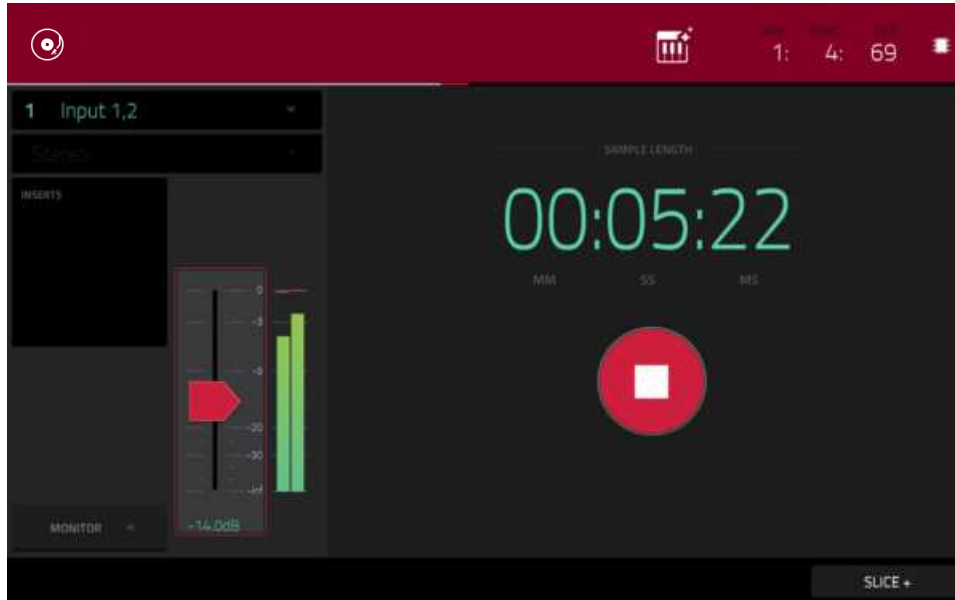 1: 4: 69
1 Input 1,2
Stereo
SAMPLE LENGTH
INSERTS
00:05:22
MM SS MS
0
-3
-9
-20
-30
-inf
MONITOR
-14.0dB
SLICE +